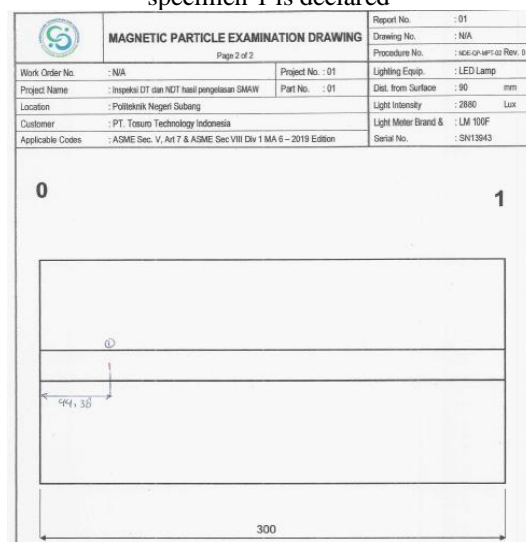 specimen 1 is declared
MAGNETIC PARTICLE EXAMINATION DRAWING
Page 2 of 2
Report No. : 01
Drawing No. : N/A
Procedure No. : NDE-QP-MPT-02 Rev. 0
Work Order No. : N/A Project No. : 01 Lighting Equip. : LED Lamp
Project Name : Inspeksi DT dan NDT hasil pengelasan SMAW Part No. : 01 Dist. from Surface : 90 mm
Location : Politeknik Negeri Subang Light Intensity : 2880 Lux
Customer : PT. Tosuro Technology Indonesia Light Meter Brand & : LM 100F
Applicable Codes : ASME Sec. V, Art 7 & ASME Sec VIII Div 1 MA 6 – 2019 Edition Serial No. : SN13943
0
1
①
44,38
300